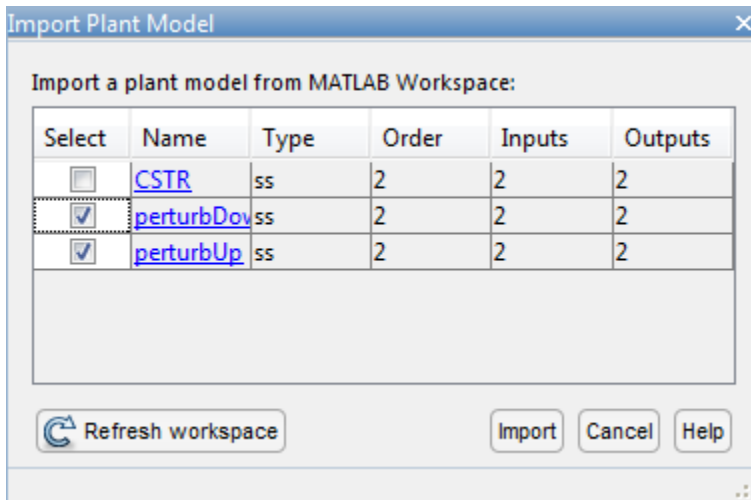 Import Plant Model
Import a plant model from MATLAB Workspace:
Select Name Type Order Inputs Outputs
CSTR ss 2 2 2
perturbDov ss 2 2 2
perturbUp ss 2 2 2
Refresh workspace Import Cancel Help